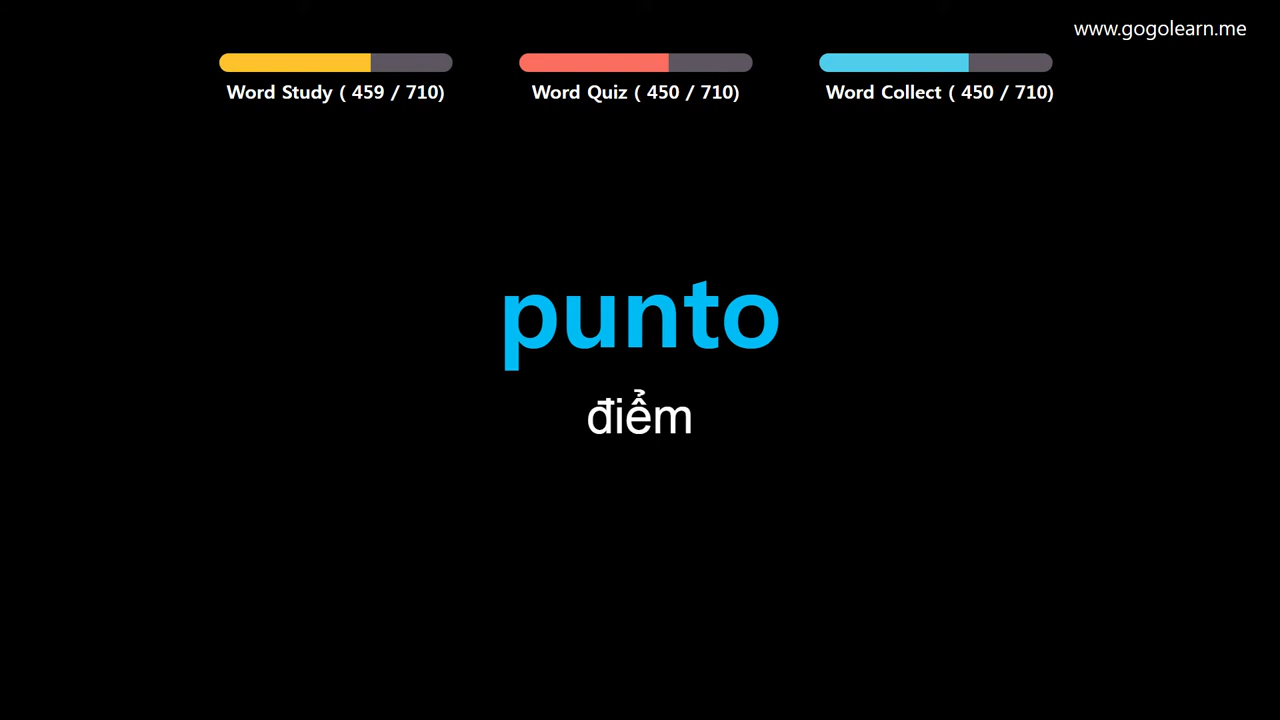 www.gogolearn.me
Word Study ( 459 / 710)
Word Quiz ( 450 / 710)
Word Collect ( 450 / 710)
punto
điểm